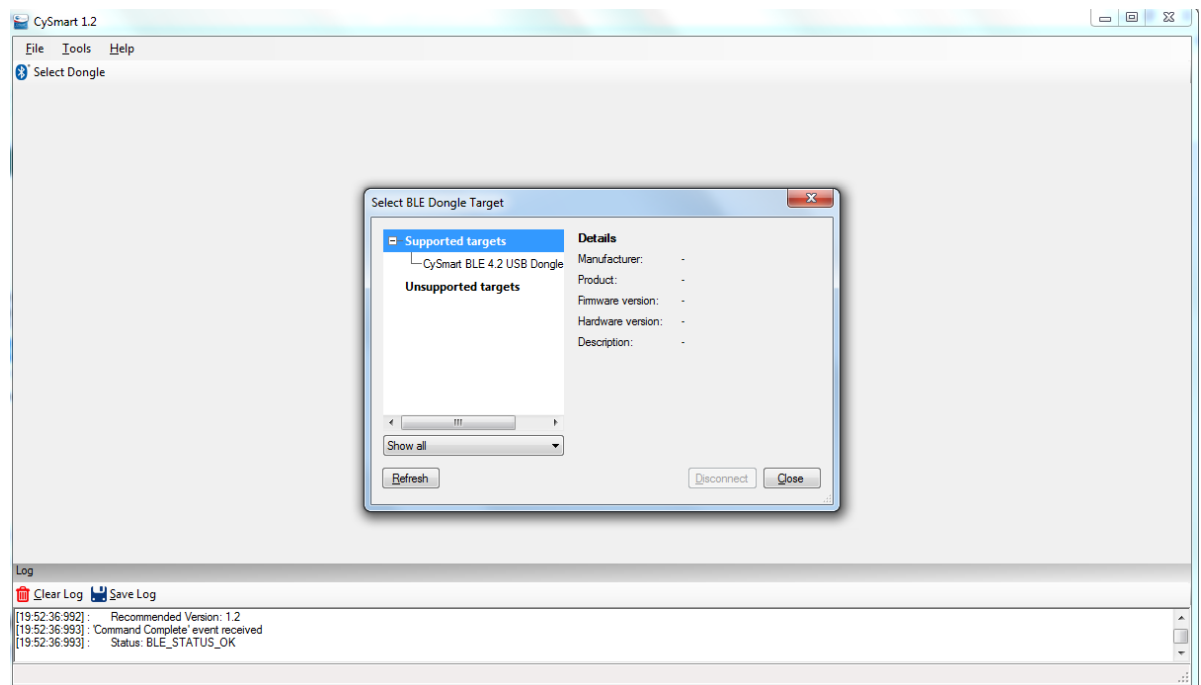 CySmart 1.2
File Tools Help
Select Dongle
Select BLE Dongle Target
Supported targets
CySmart BLE 4.2 USB Dongle
Unsupported targets
Show all
Refresh
Details
Manufacturer: -
Product: -
Firmware version: -
Hardware version: -
Description: -
Disconnect Close
Log
Clear Log Save Log
[19:52:36:992] : Recommended Version: 1.2
[19:52:36:993] : 'Command Complete' event received
[19:52:36:993] : Status: BLE_STATUS_OK